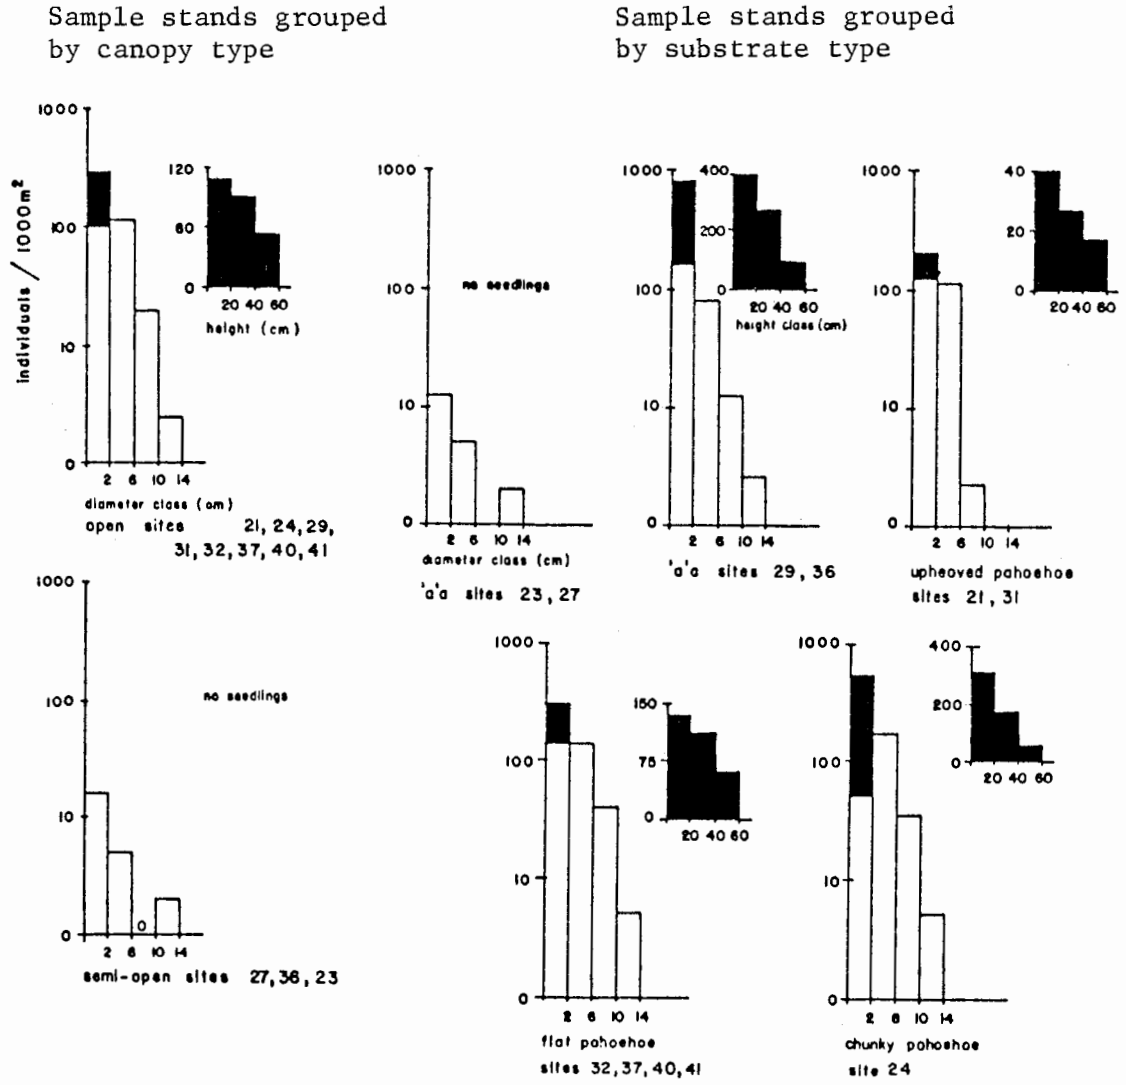 Sample stands grouped
by canopy type
Sample stands grouped
by substrate type
individuals / 1000m²
1000
100
10
0
2 6 10 14
diameter class (cm)
open sites 21, 24, 29,
31, 32, 37, 40, 41
120
60
0
20 40 60
height (cm)
1000
100
10
0
no seedlings
2 6 10 14
diameter class (cm)
'a'a sites 23, 27
1000
100
10
0
2 6 10 14
'a'a sites 29, 36
400
200
0
20 40 60
height class (cm)
1000
100
10
0
2 6 10 14
upheaved pahoehoe
sites 21, 31
40
20
0
20 40 60
1000
100
10
0
no seedlings
0
2 6 10 14
semi-open sites 27, 36, 23
1000
100
10
0
2 6 10 14
flat pahoehoe
sites 32, 37, 40, 41
150
75
0
20 40 60
1000
100
10
0
2 6 10 14
chunky pahoehoe
site 24
400
200
0
20 40 60